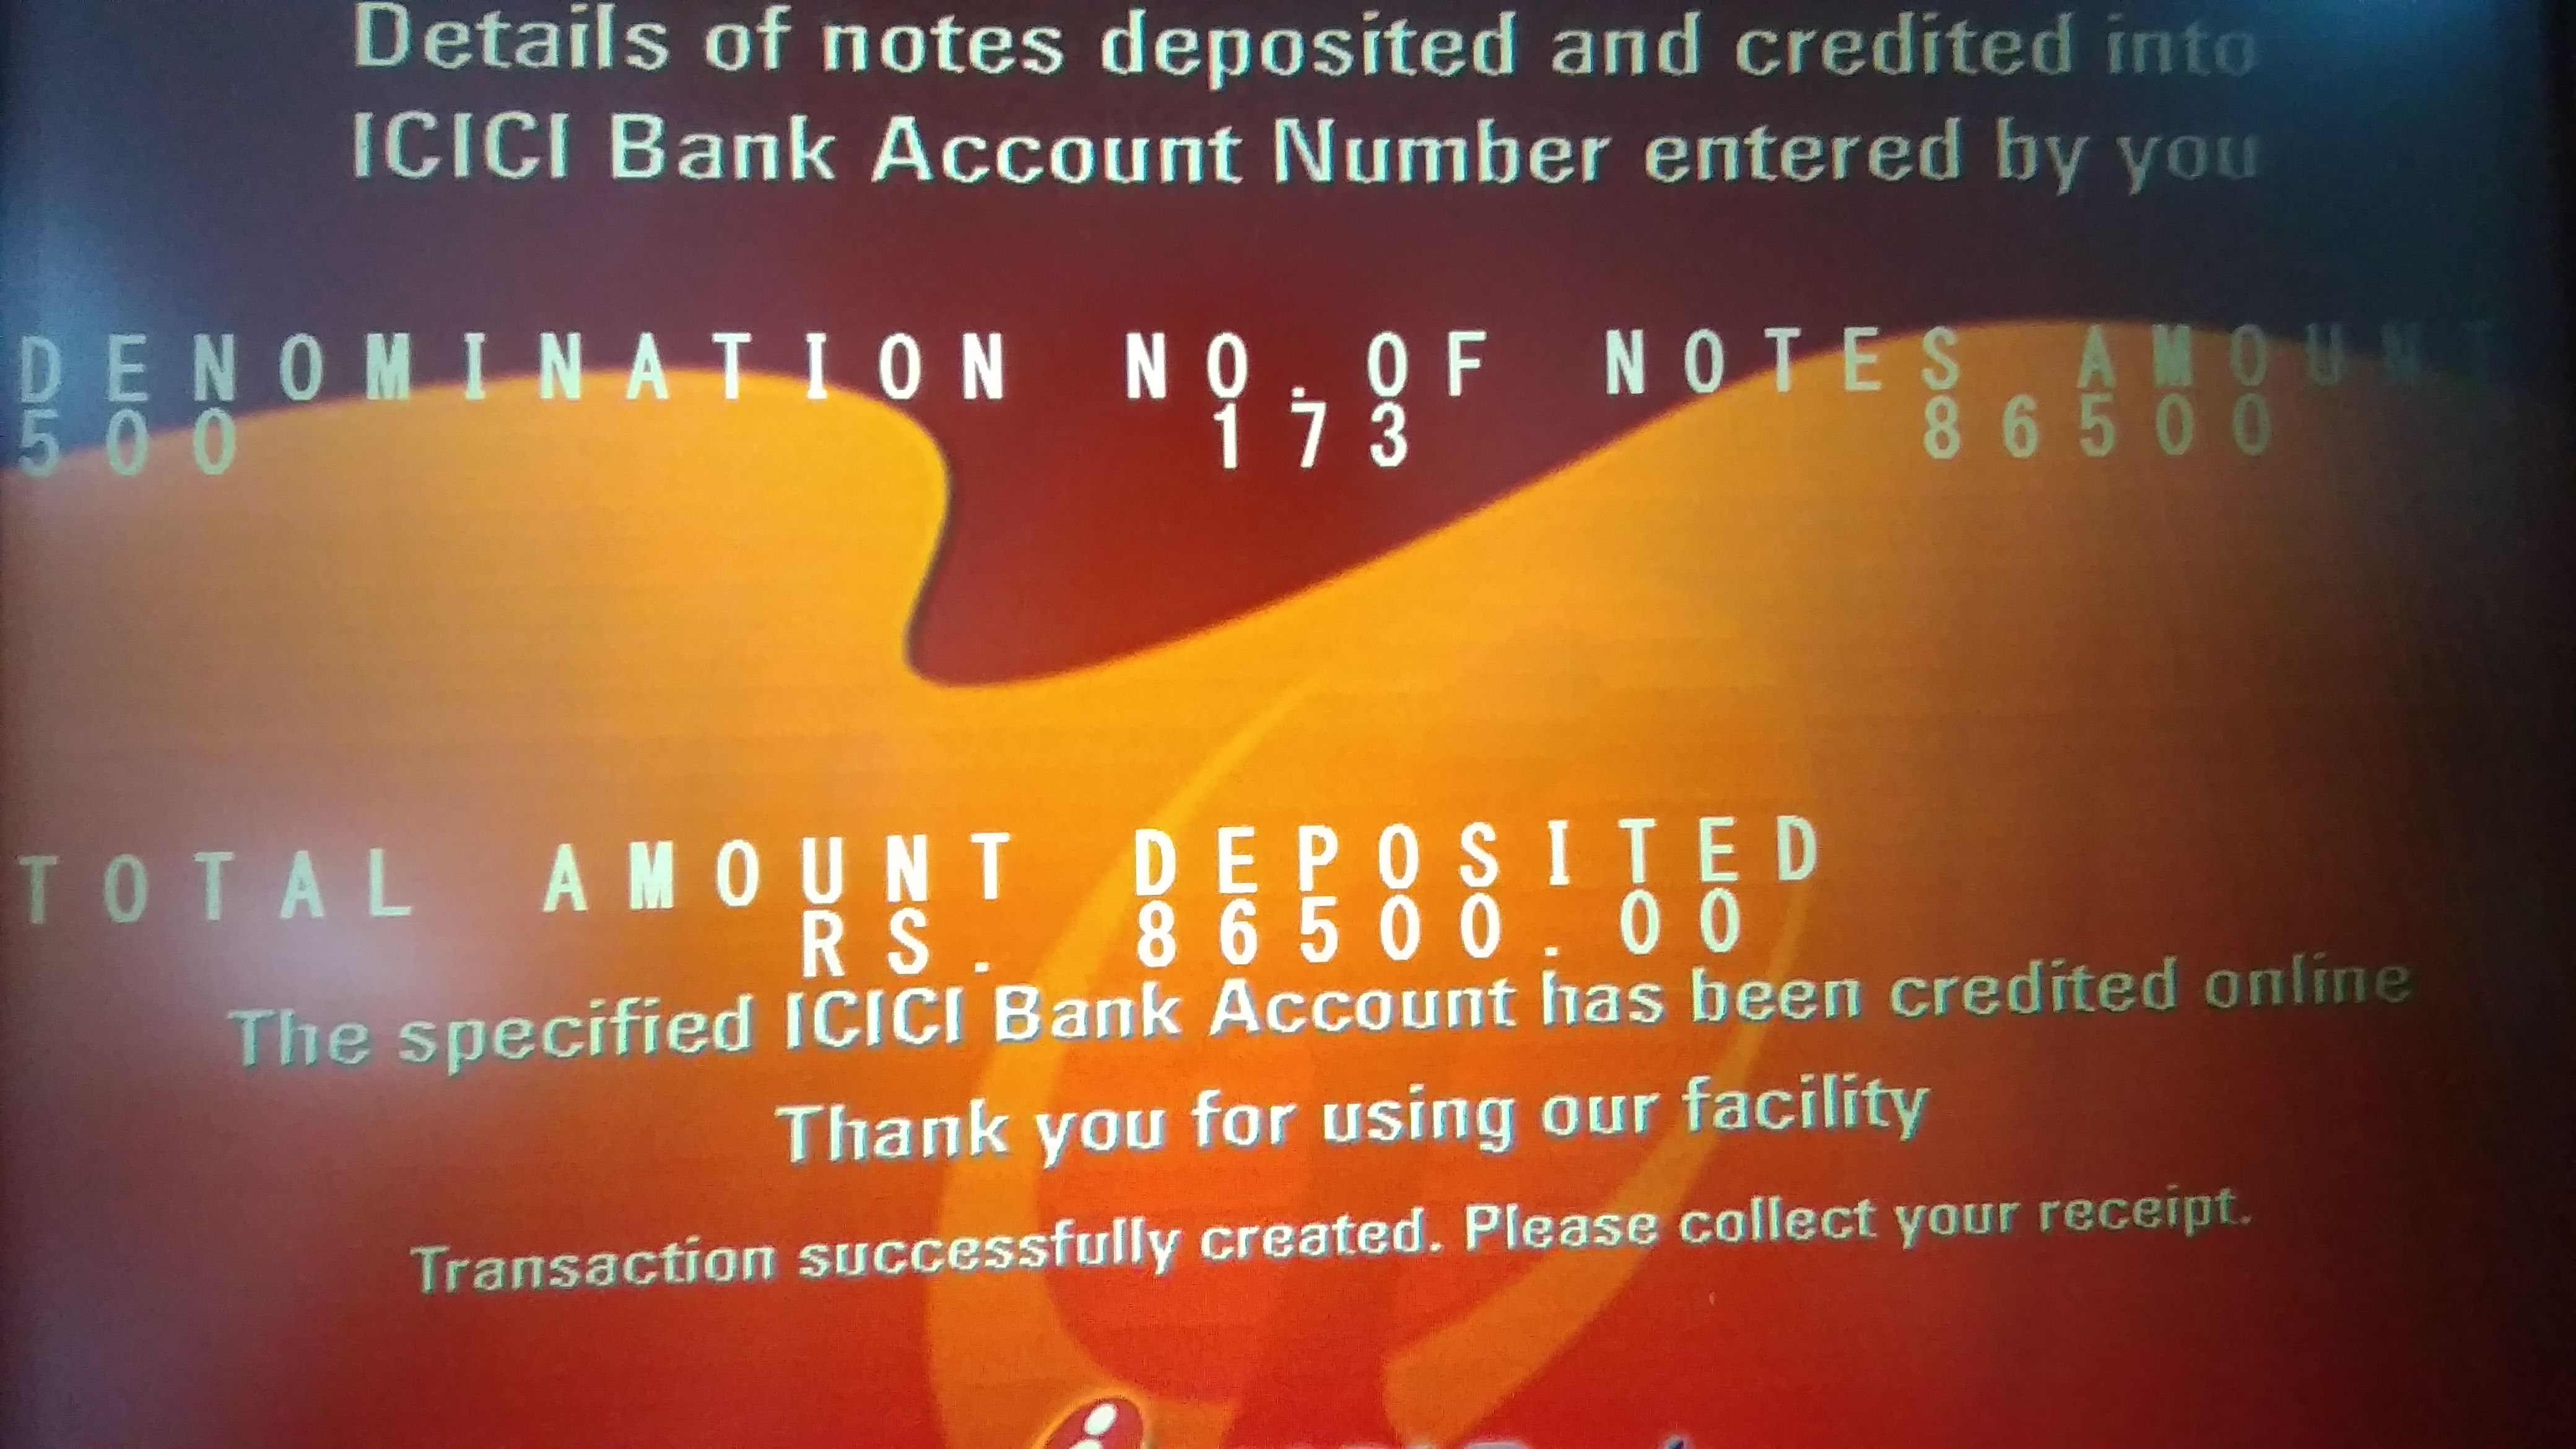 Details of notes deposited and credited into
ICICI Bank Account Number entered by you
DENOMINATION NO.OF NOTES AMOUNT
500 173 86500
TOTAL AMOUNT DEPOSITED
RS. 86500.00
The specified ICICI Bank Account has been credited online
Thank you for using our facility
Transaction successfully created. Please collect your receipt.